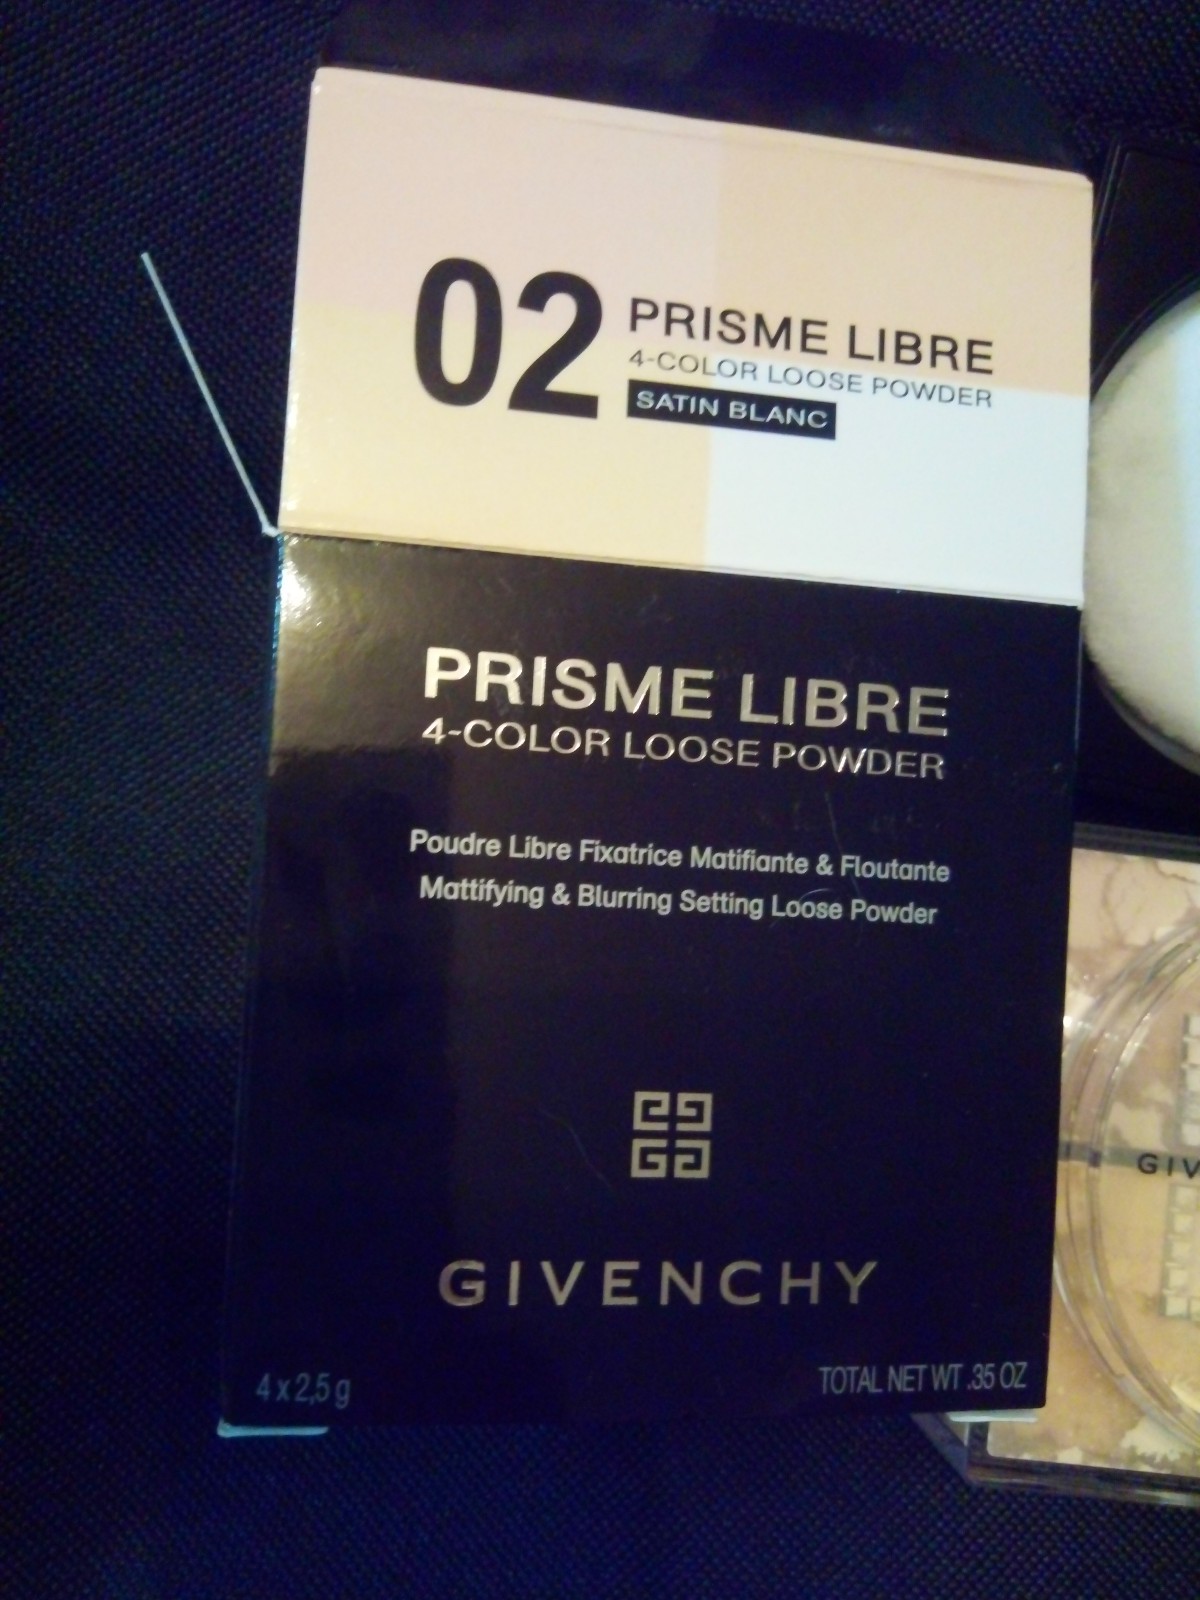 02
PRISME LIBRE
4-COLOR LOOSE POWDER
SATIN BLANC
PRISME LIBRE
4-COLOR LOOSE POWDER
Poudre Libre Fixatrice Matifiante & Floutante
Mattifying & Blurring Setting Loose Powder
GIVENCHY
4 x 2,5 g
TOTAL NET WT .35 OZ
GIV